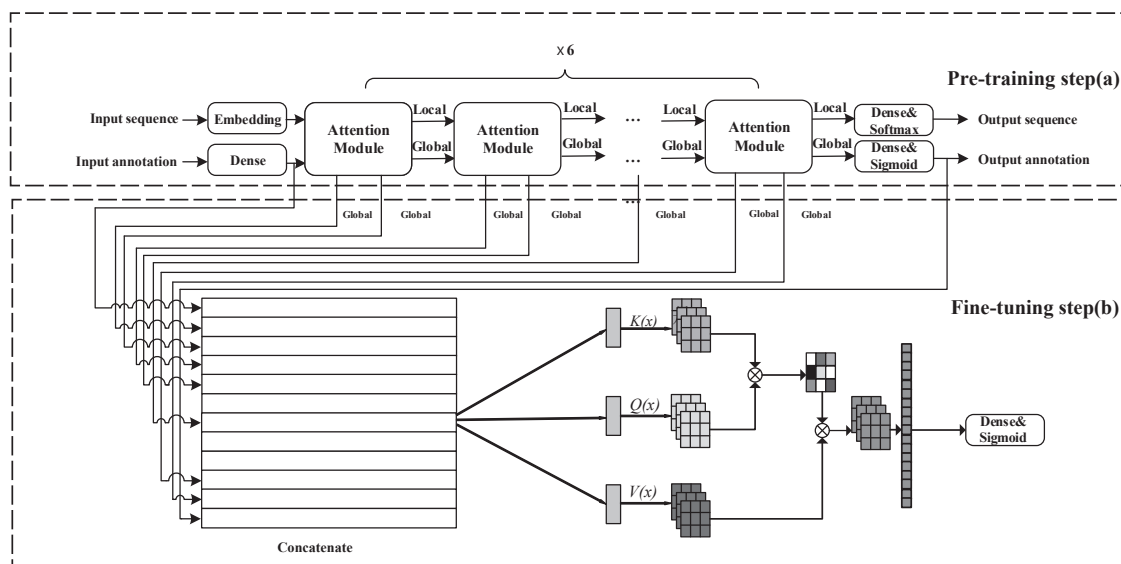 × 6
Pre-training step(a)
Input sequence
Embedding
Attention
Module
Local
Global
Attention
Module
Local
Global
...
...
Local
Global
Attention
Module
Local
Global
Dense&
Softmax
Output sequence
Input annotation
Dense
Dense&
Sigmoid
Output annotation
...
Global
Global
Global
Global
Global
Global
Global
Fine-tuning step(b)
K(x)
Q(x)
V(x)
Dense&
Sigmoid
Concatenate